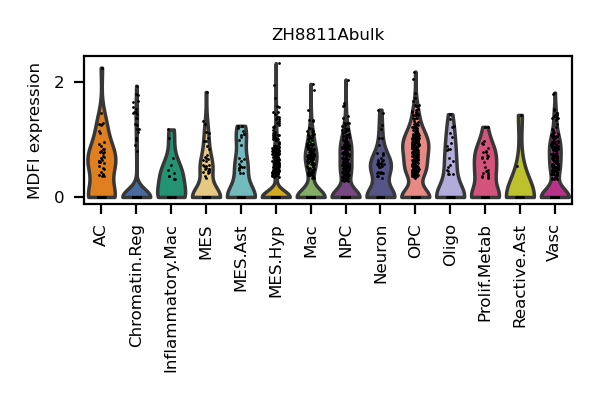 ZH8811Abulk
MDFI expression
2
0
AC
Chromatin.Reg
Inflammatory.Mac
MES
MES.Ast
MES.Hyp
Mac
NPC
Neuron
OPC
Oligo
Prolif.Metab
Reactive.Ast
Vasc